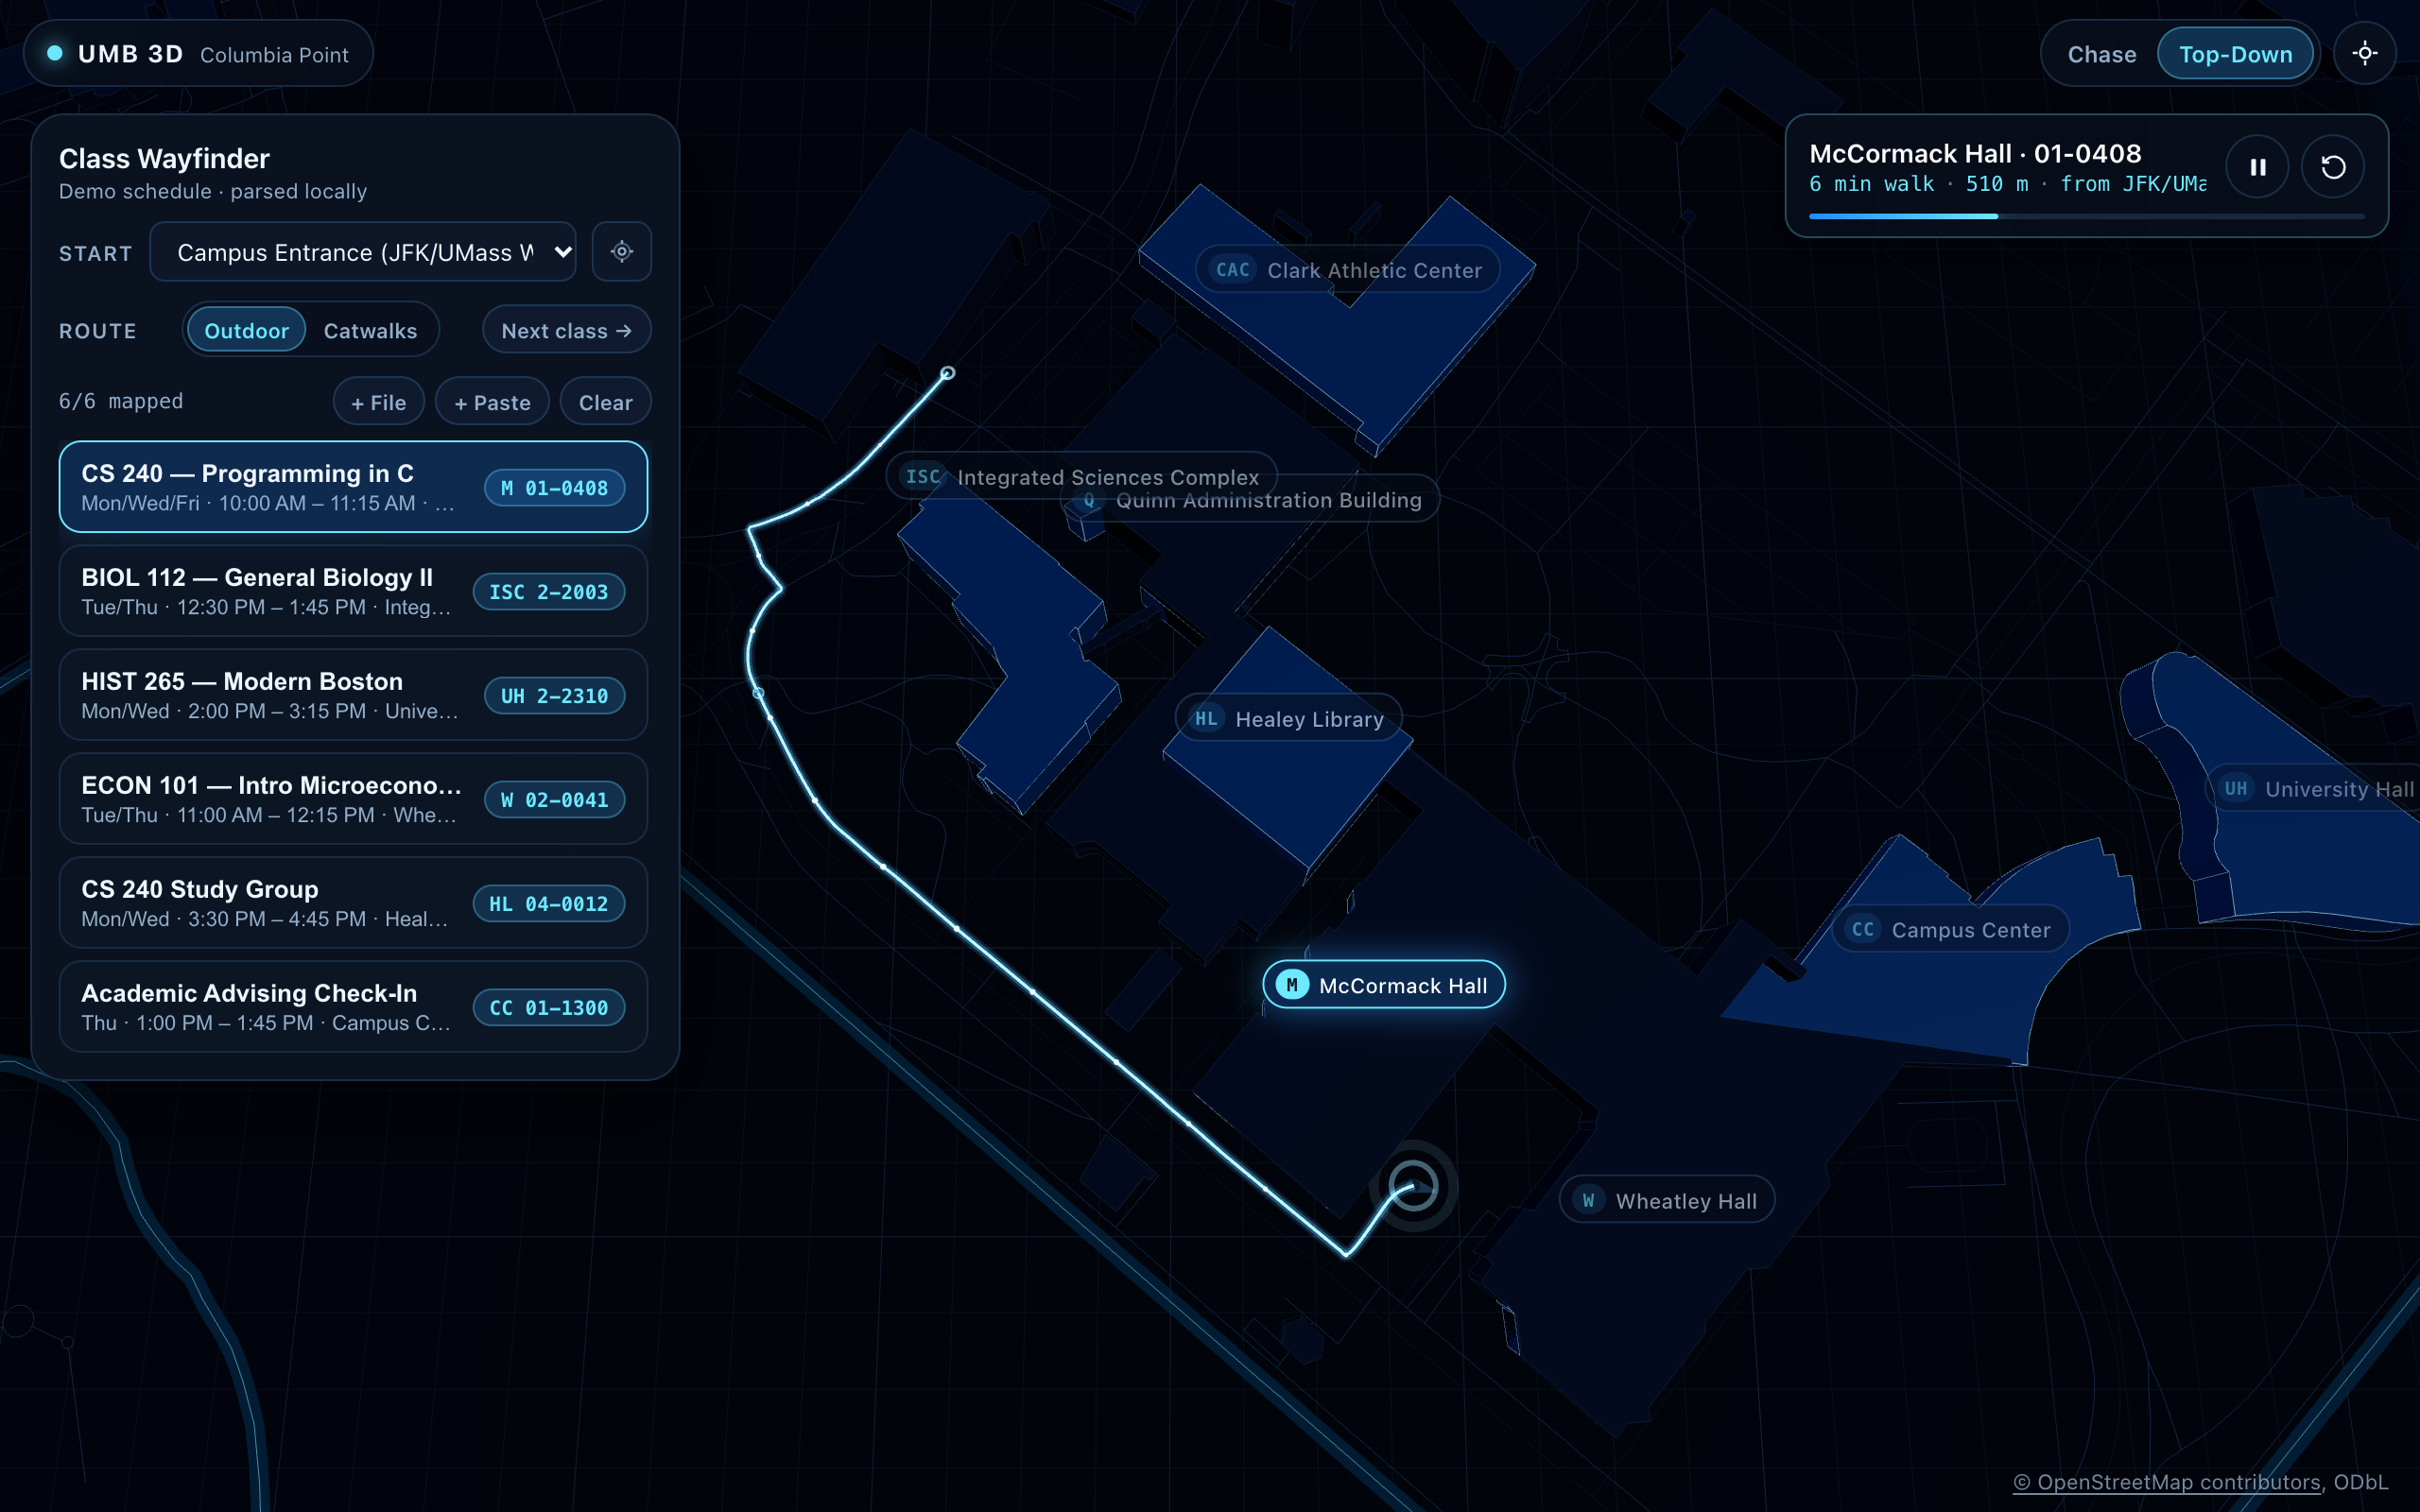 UMB 3D Columbia Point
Chase Top-Down
Class Wayfinder
Demo schedule · parsed locally
START Campus Entrance (JFK/UMass W
ROUTE Outdoor Catwalks Next class →
6/6 mapped + File + Paste Clear
CS 240 — Programming in C
Mon/Wed/Fri · 10:00 AM – 11:15 AM · …
M 01-0408
BIOL 112 — General Biology II
Tue/Thu · 12:30 PM – 1:45 PM · Integ…
ISC 2-2003
HIST 265 — Modern Boston
Mon/Wed · 2:00 PM – 3:15 PM · Unive…
UH 2-2310
ECON 101 — Intro Microecono…
Tue/Thu · 11:00 AM – 12:15 PM · Whe…
W 02-0041
CS 240 Study Group
Mon/Wed · 3:30 PM – 4:45 PM · Heal…
HL 04-0012
Academic Advising Check-In
Thu · 1:00 PM – 1:45 PM · Campus C…
CC 01-1300
McCormack Hall · 01-0408
6 min walk · 510 m · from JFK/UMa
CAC Clark Athletic Center
ISC Integrated Sciences Complex
Q Quinn Administration Building
HL Healey Library
UH University Hall
CC Campus Center
M McCormack Hall
W Wheatley Hall
© OpenStreetMap contributors, ODbL